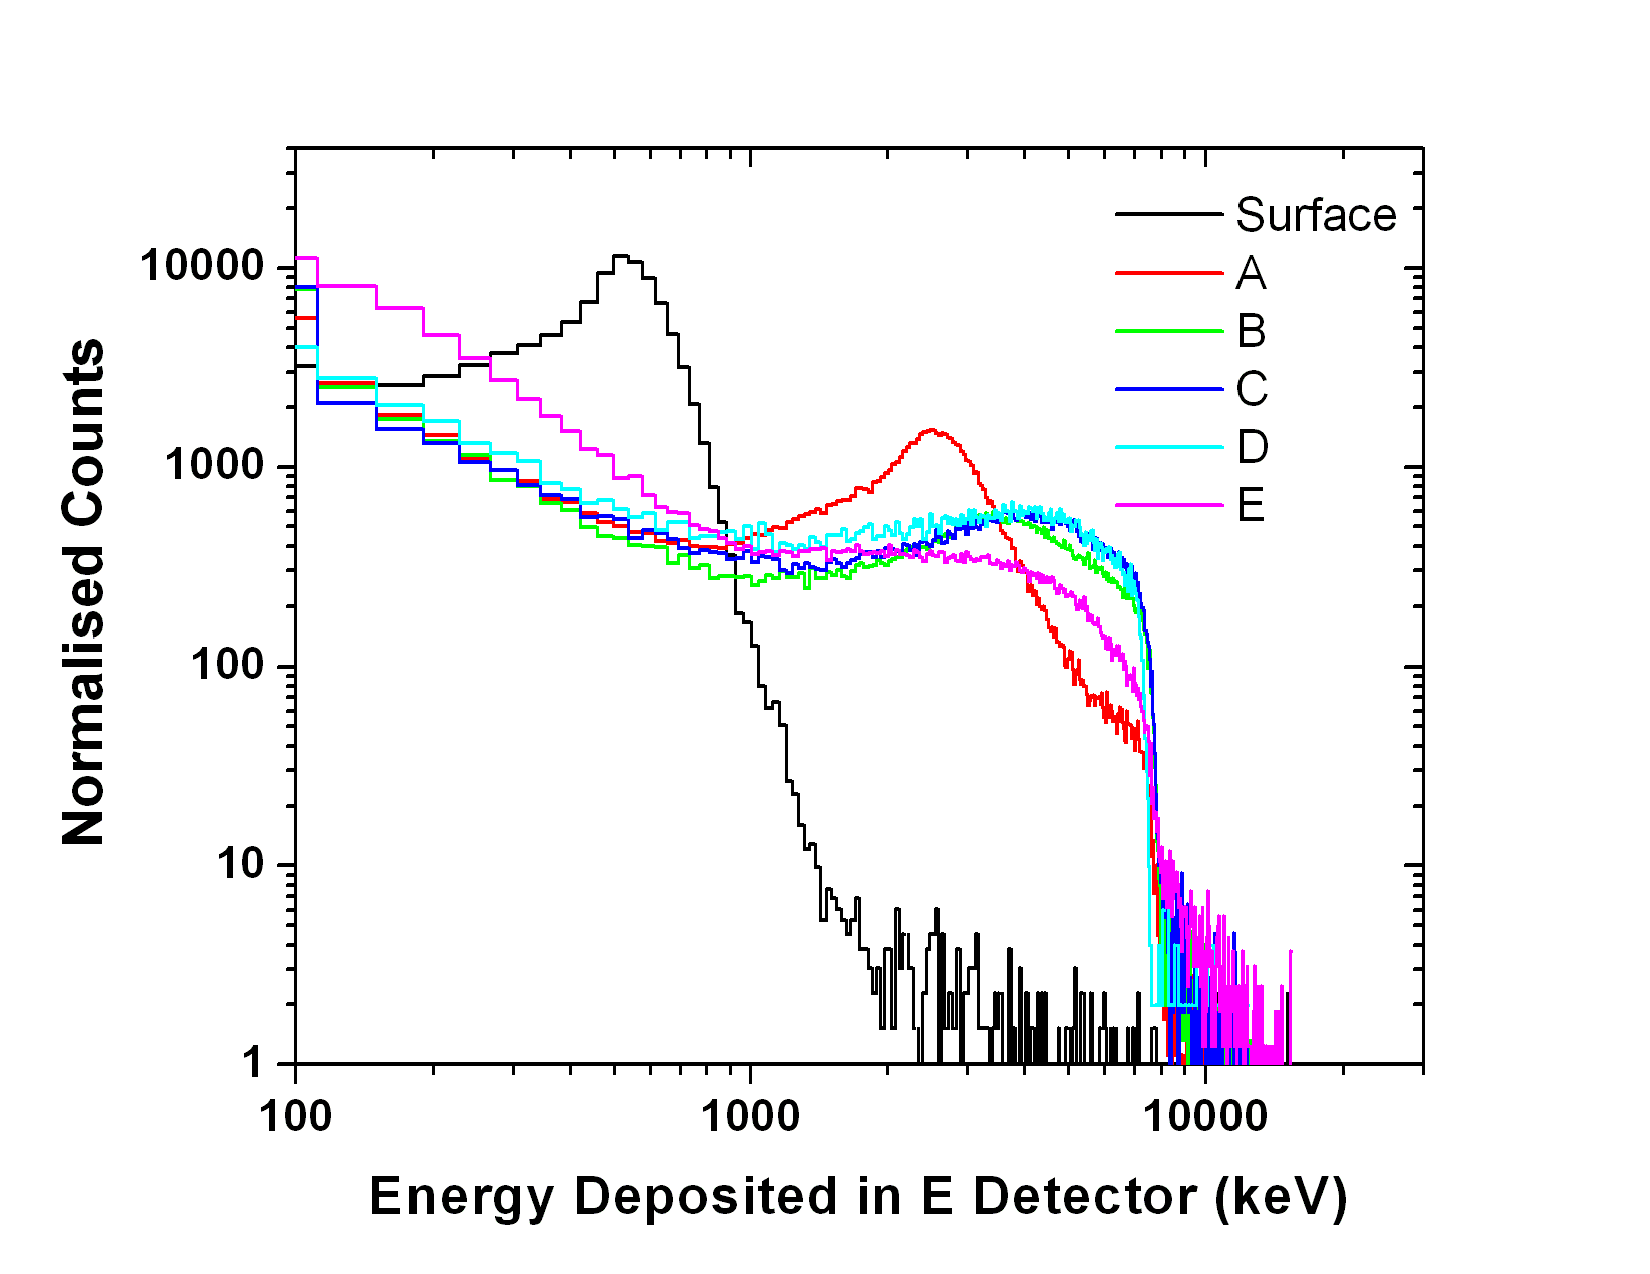 Surface
A
B
C
D
E
10000
1000
100
10
1
100 1000 10000
Normalised Counts
Energy Deposited in E Detector (keV)